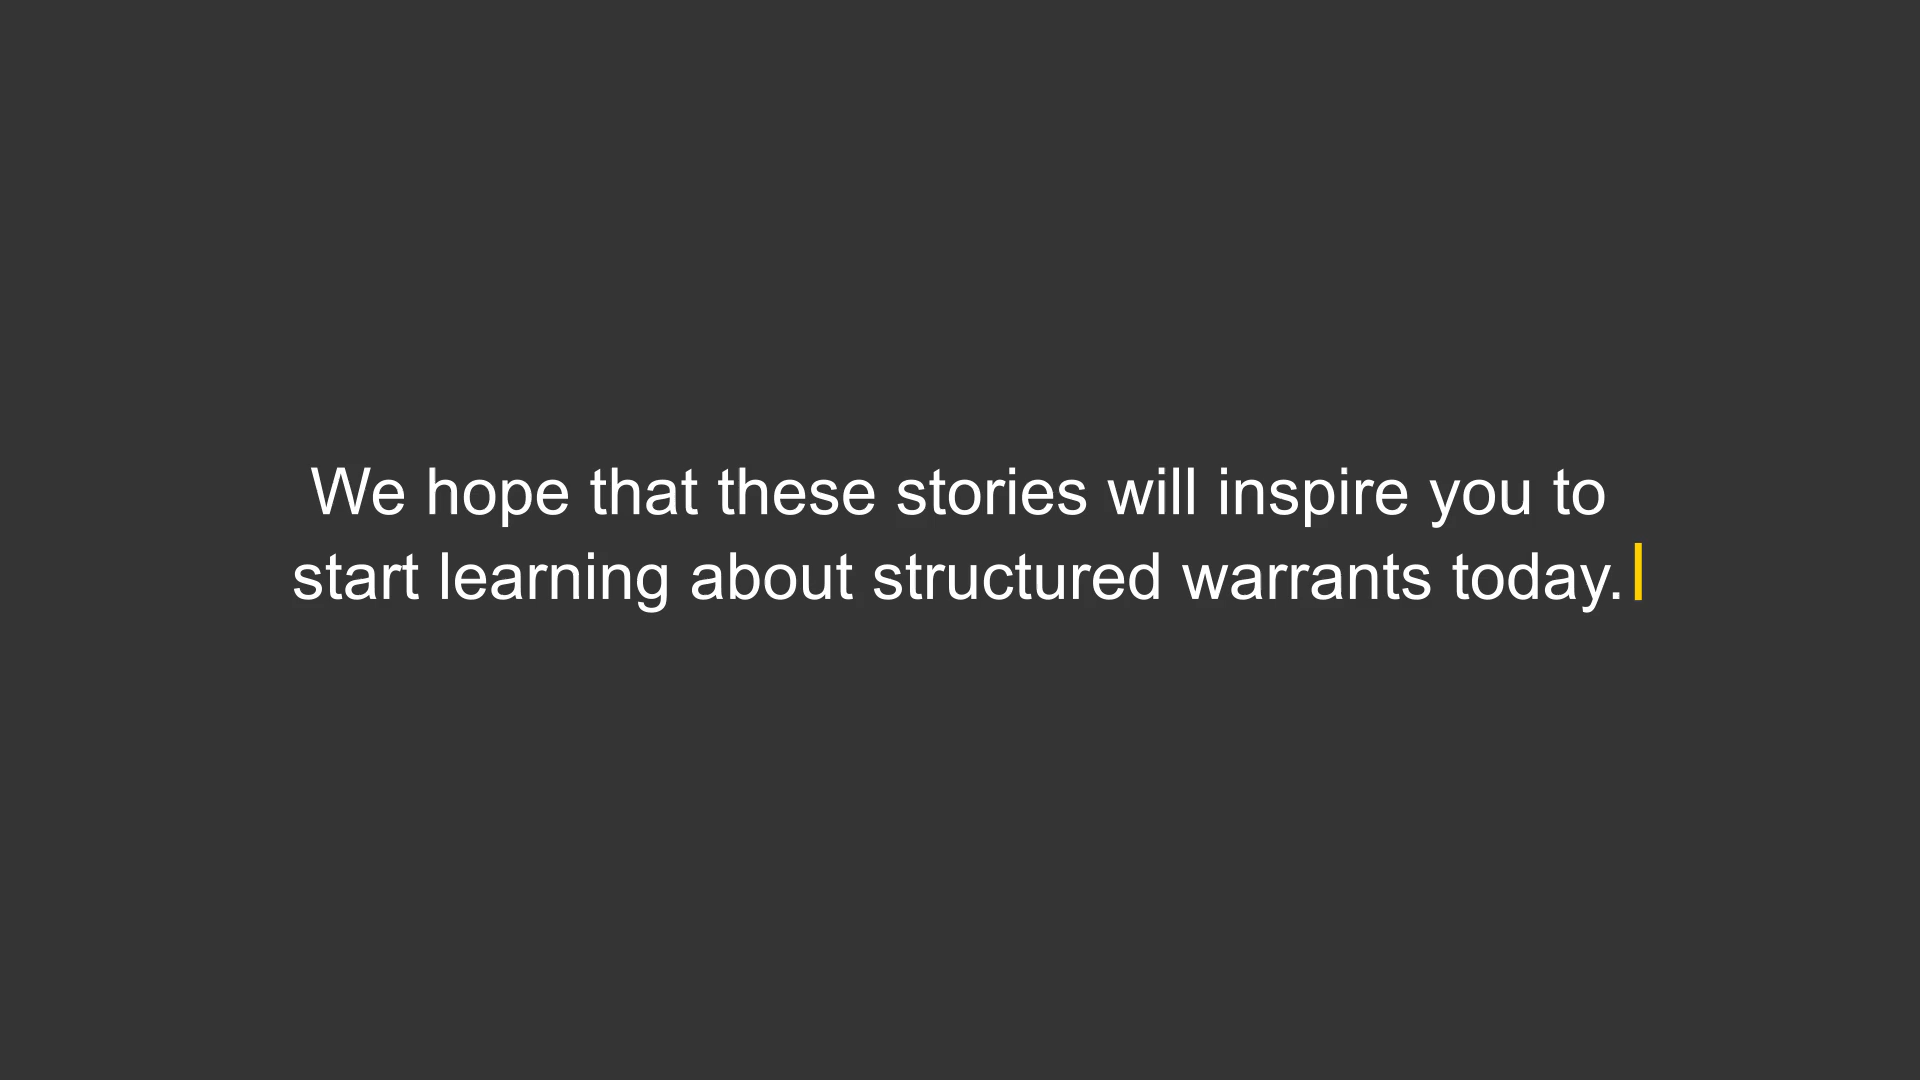 We hope that these stories will inspire you to
start learning about structured warrants today.